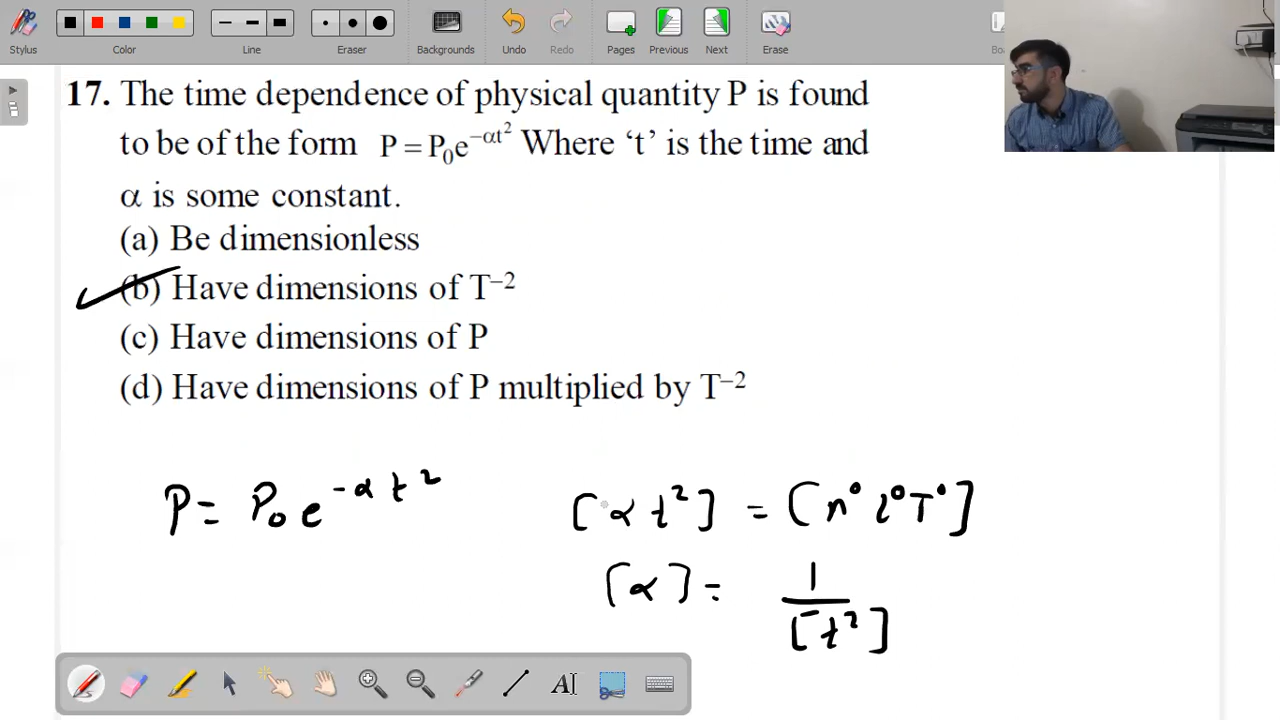 Stylus Color Line Eraser Backgrounds Undo Redo Pages Previous Next Erase
17. The time dependence of physical quantity P is found
to be of the form P = P₀e^{-αt²} Where ‘t’ is the time and
α is some constant.
(a) Be dimensionless
(b) Have dimensions of T⁻²
(c) Have dimensions of P
(d) Have dimensions of P multiplied by T⁻²
P = P₀ e^{-αt²} [αt²] = [M⁰L⁰T⁰]
[α] = 1/[t²]